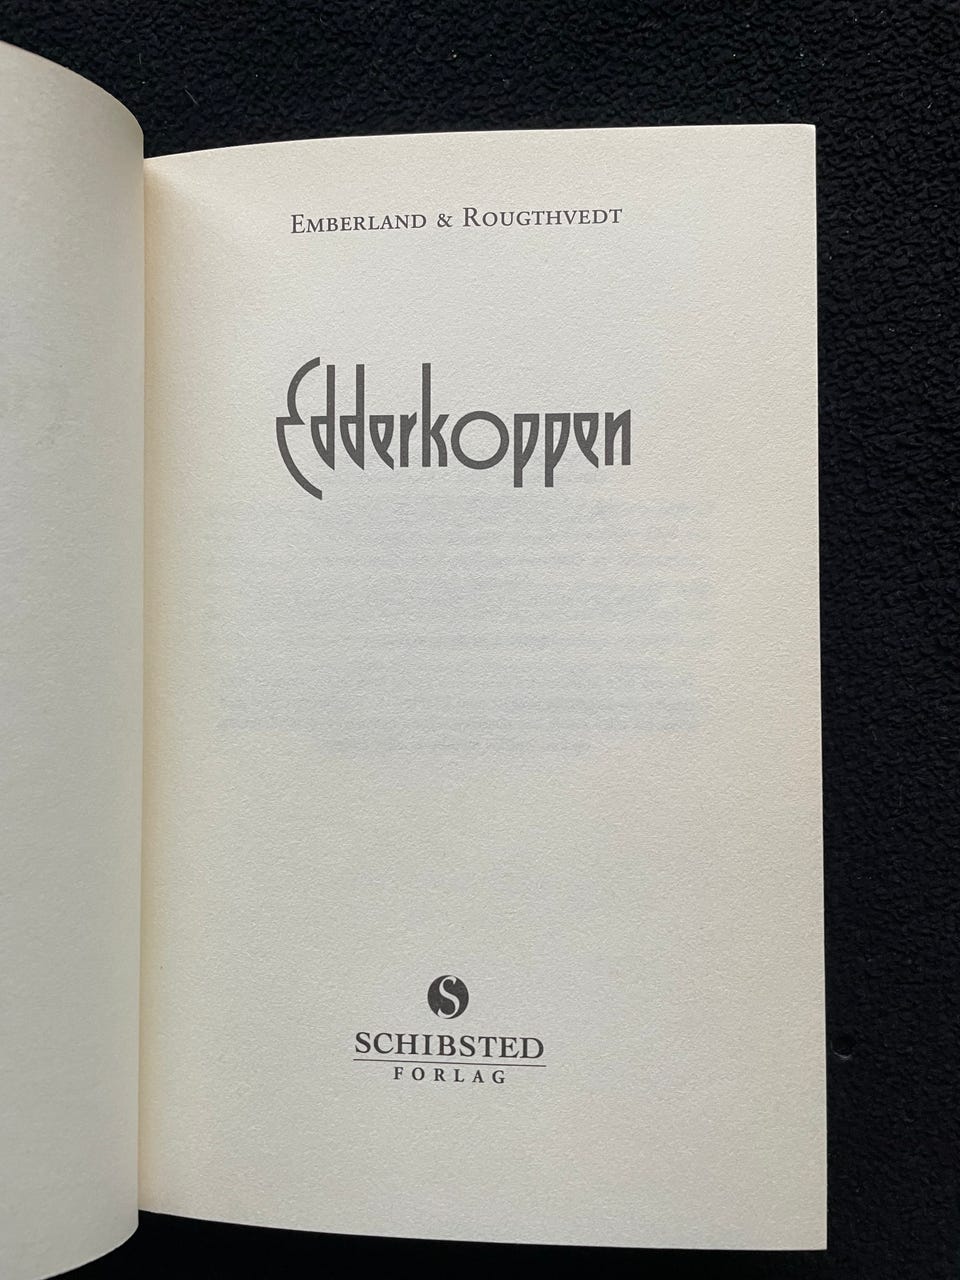 Emberland & Rougthvedt
Edderkoppen
S
SCHIBSTED
FORLAG